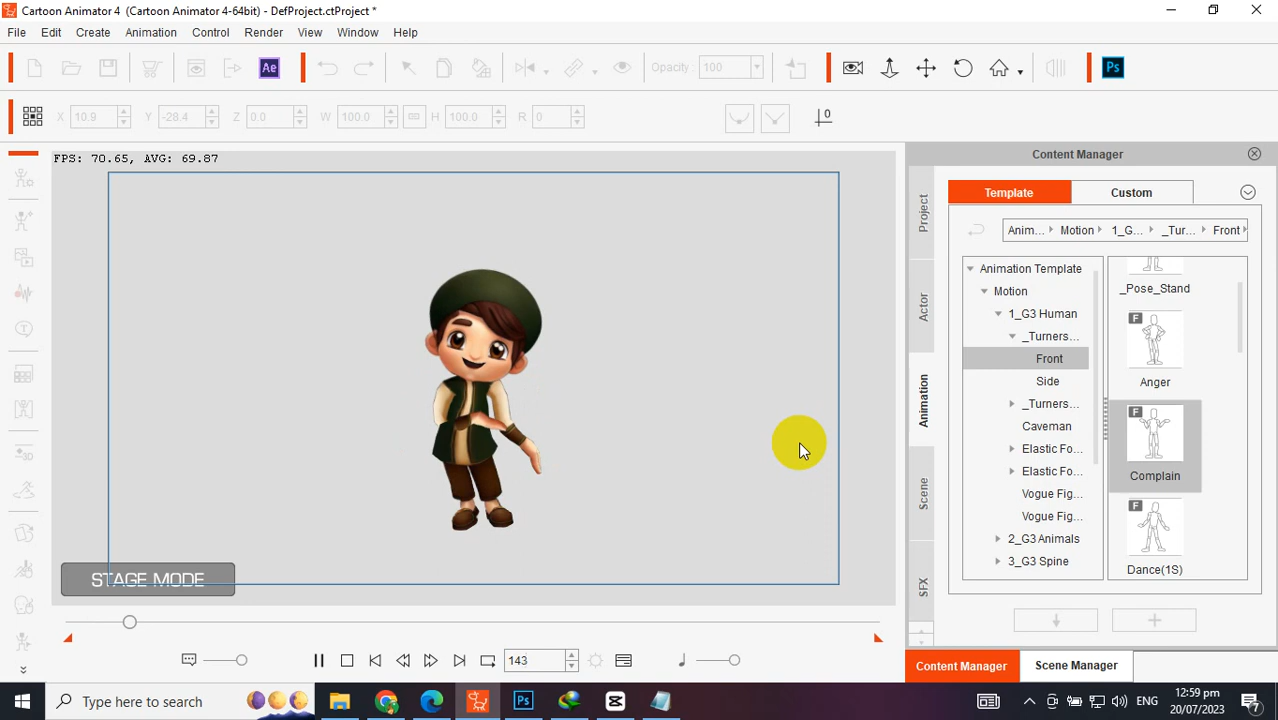 Cartoon Animator 4 (Cartoon Animator 4-64bit) - DefProject.ctProject *
File Edit Create Animation Control Render View Window Help
Ae Opacity : 100 Ps
X 10.9 Y -28.4 Z 0.0 W 100.0 H 100.0 R 0 0
FPS: 70.65, AVG: 69.87
Content Manager
Template Custom
Anim... Motion 1_G... _Tur... Front
Project
Actor
Animation
Scene
SFX
Animation Template
Motion
1_G3 Human
_Turners...
Front
Side
_Turners...
Caveman
Elastic Fo...
Elastic Fo...
Vogue Fig...
Vogue Fig...
2_G3 Animals
3_G3 Spine
_Pose_Stand
F
Anger
F
Complain
F
Dance(1S)
STAGE MODE
143
Content Manager Scene Manager
Type here to search
Ps
ENG
12:59 pm
20/07/2023
7